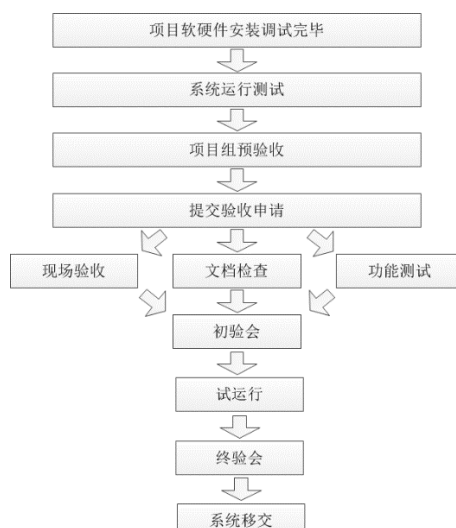 项目软硬件安装调试完毕
系统运行测试
项目组预验收
提交验收申请
现场验收
文档检查
功能测试
初验会
试运行
终验会
系统移交